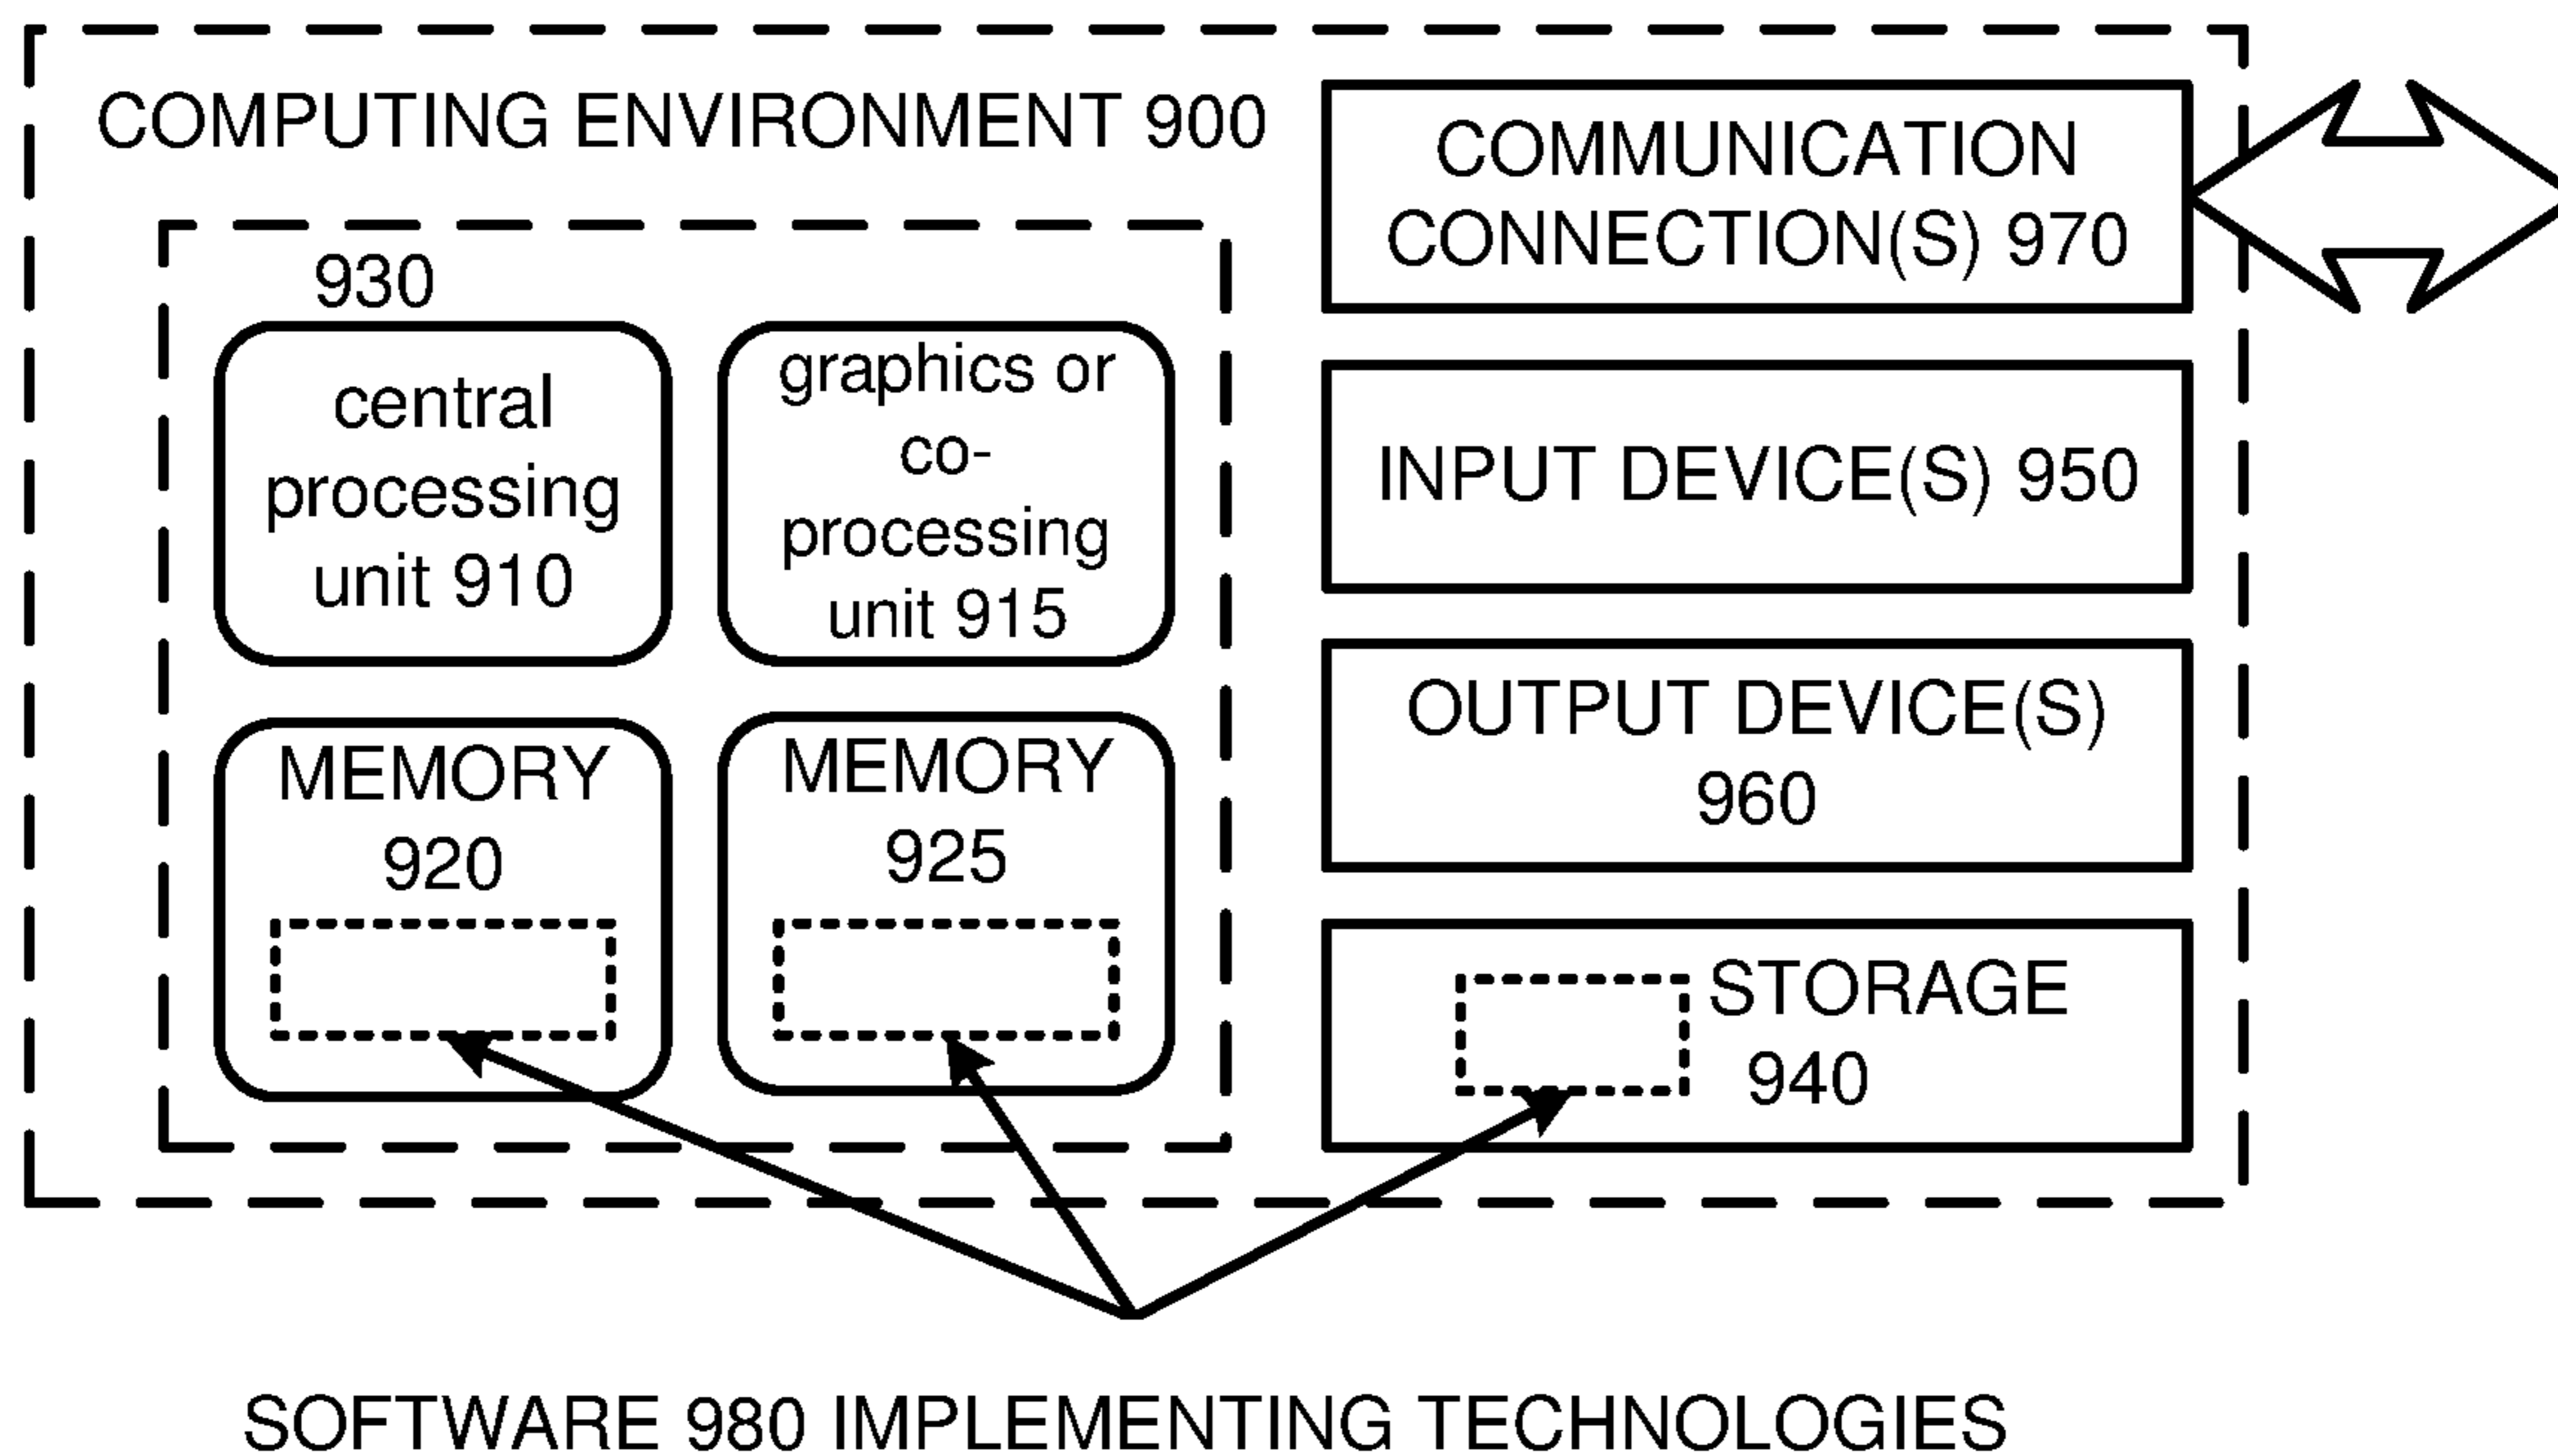 COMPUTING ENVIRONMENT 900
930
central
processing
unit 910
graphics or
co-
processing
unit 915
MEMORY
920
MEMORY
925
COMMUNICATION
CONNECTION(S) 970
INPUT DEVICE(S) 950
OUTPUT DEVICE(S)
960
STORAGE
940
SOFTWARE 980 IMPLEMENTING TECHNOLOGIES